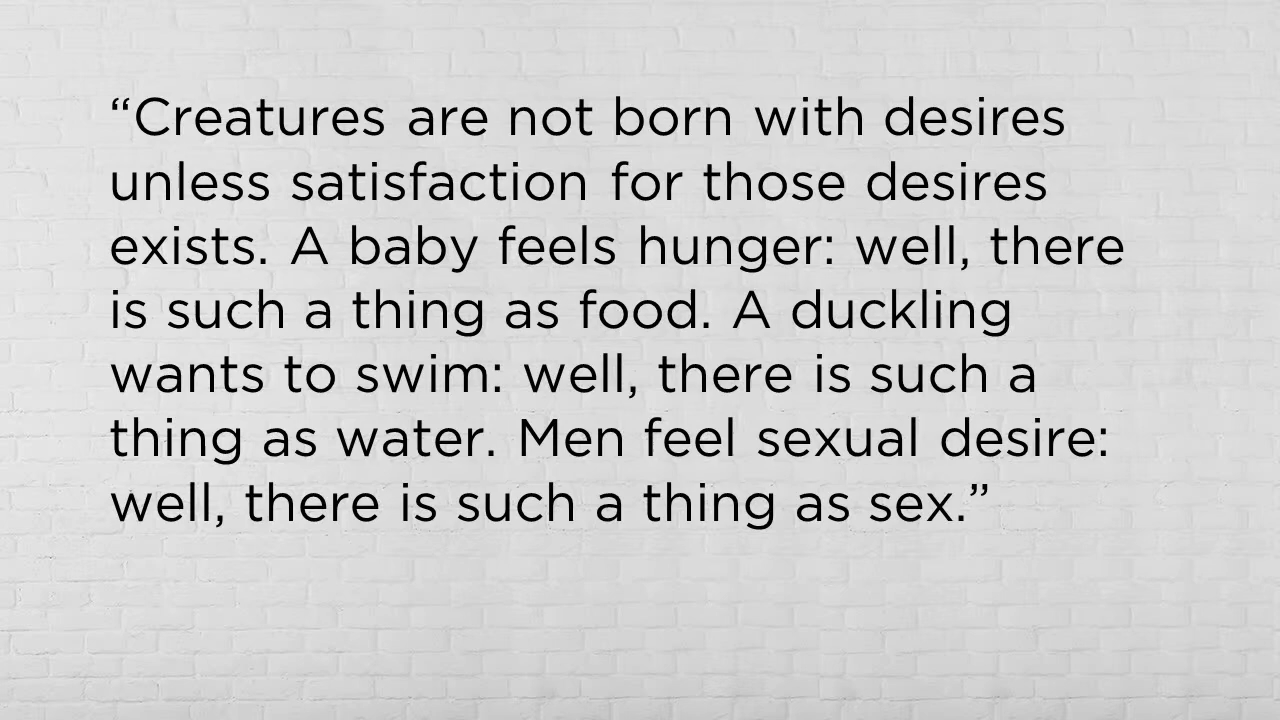 “Creatures are not born with desires
unless satisfaction for those desires
exists. A baby feels hunger: well, there
is such a thing as food. A duckling
wants to swim: well, there is such a
thing as water. Men feel sexual desire:
well, there is such a thing as sex.”